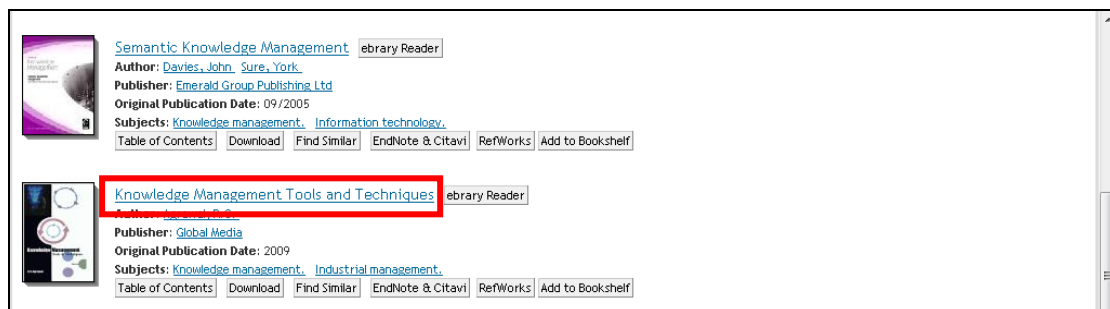 Semantic Knowledge Management ebrary Reader
Author: Davies, John Sure, York
Publisher: Emerald Group Publishing Ltd
Original Publication Date: 09/2005
Subjects: Knowledge management. Information technology.
Table of Contents Download Find Similar EndNote & Citavi RefWorks Add to Bookshelf
Knowledge Management Tools and Techniques ebrary Reader
Publisher: Global Media
Original Publication Date: 2009
Subjects: Knowledge management. Industrial management.
Table of Contents Download Find Similar EndNote & Citavi RefWorks Add to Bookshelf